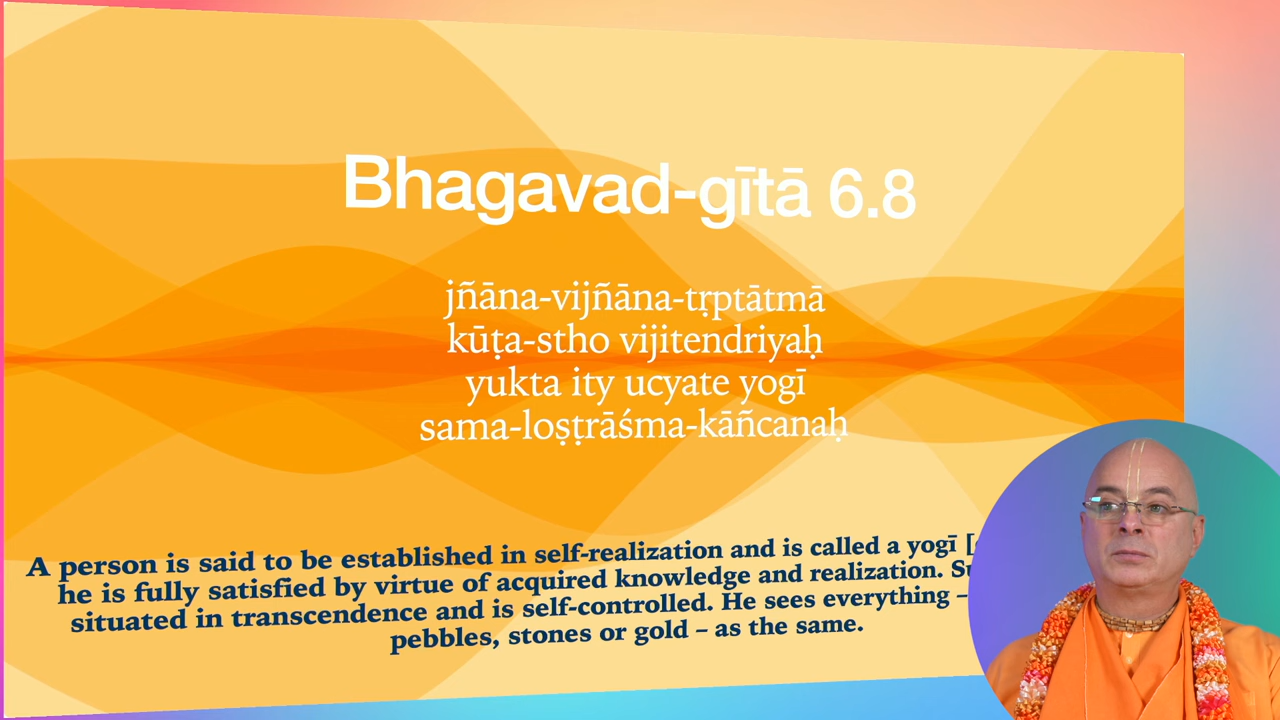 Bhagavad-gītā 6.8
jñāna-vijñāna-tṛptātmā
kūṭa-stho vijitendriyaḥ
yukta ity ucyate yogī
sama-loṣṭrāśma-kāñcanaḥ
A person is said to be established in self-realization and is called a yogī [
he is fully satisfied by virtue of acquired knowledge and realization.
situated in transcendence and is self-controlled. He sees everything –
pebbles, stones or gold – as the same.